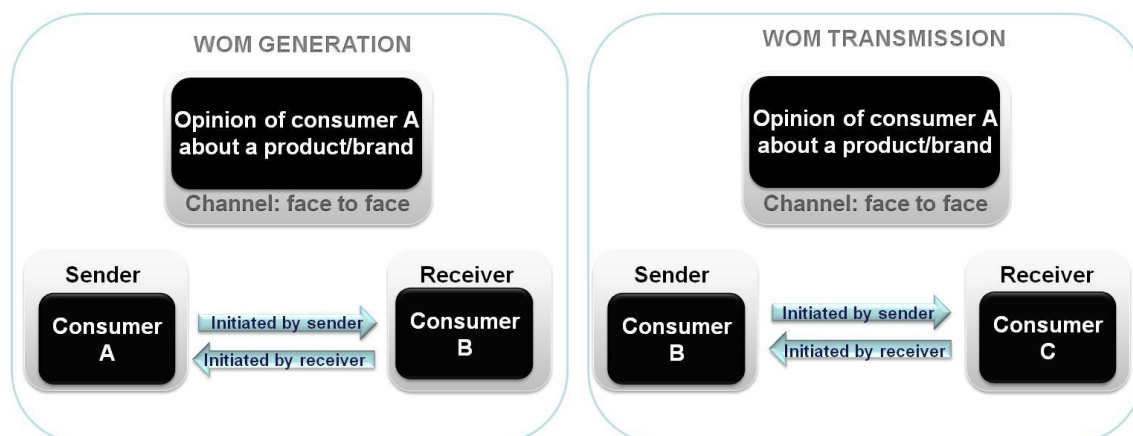 WOM GENERATION
Opinion of consumer A
about a product/brand
Channel: face to face
Sender
Consumer
A
Initiated by sender
Initiated by receiver
Receiver
Consumer
B
WOM TRANSMISSION
Opinion of consumer A
about a product/brand
Channel: face to face
Sender
Consumer
B
Initiated by sender
Initiated by receiver
Receiver
Consumer
C